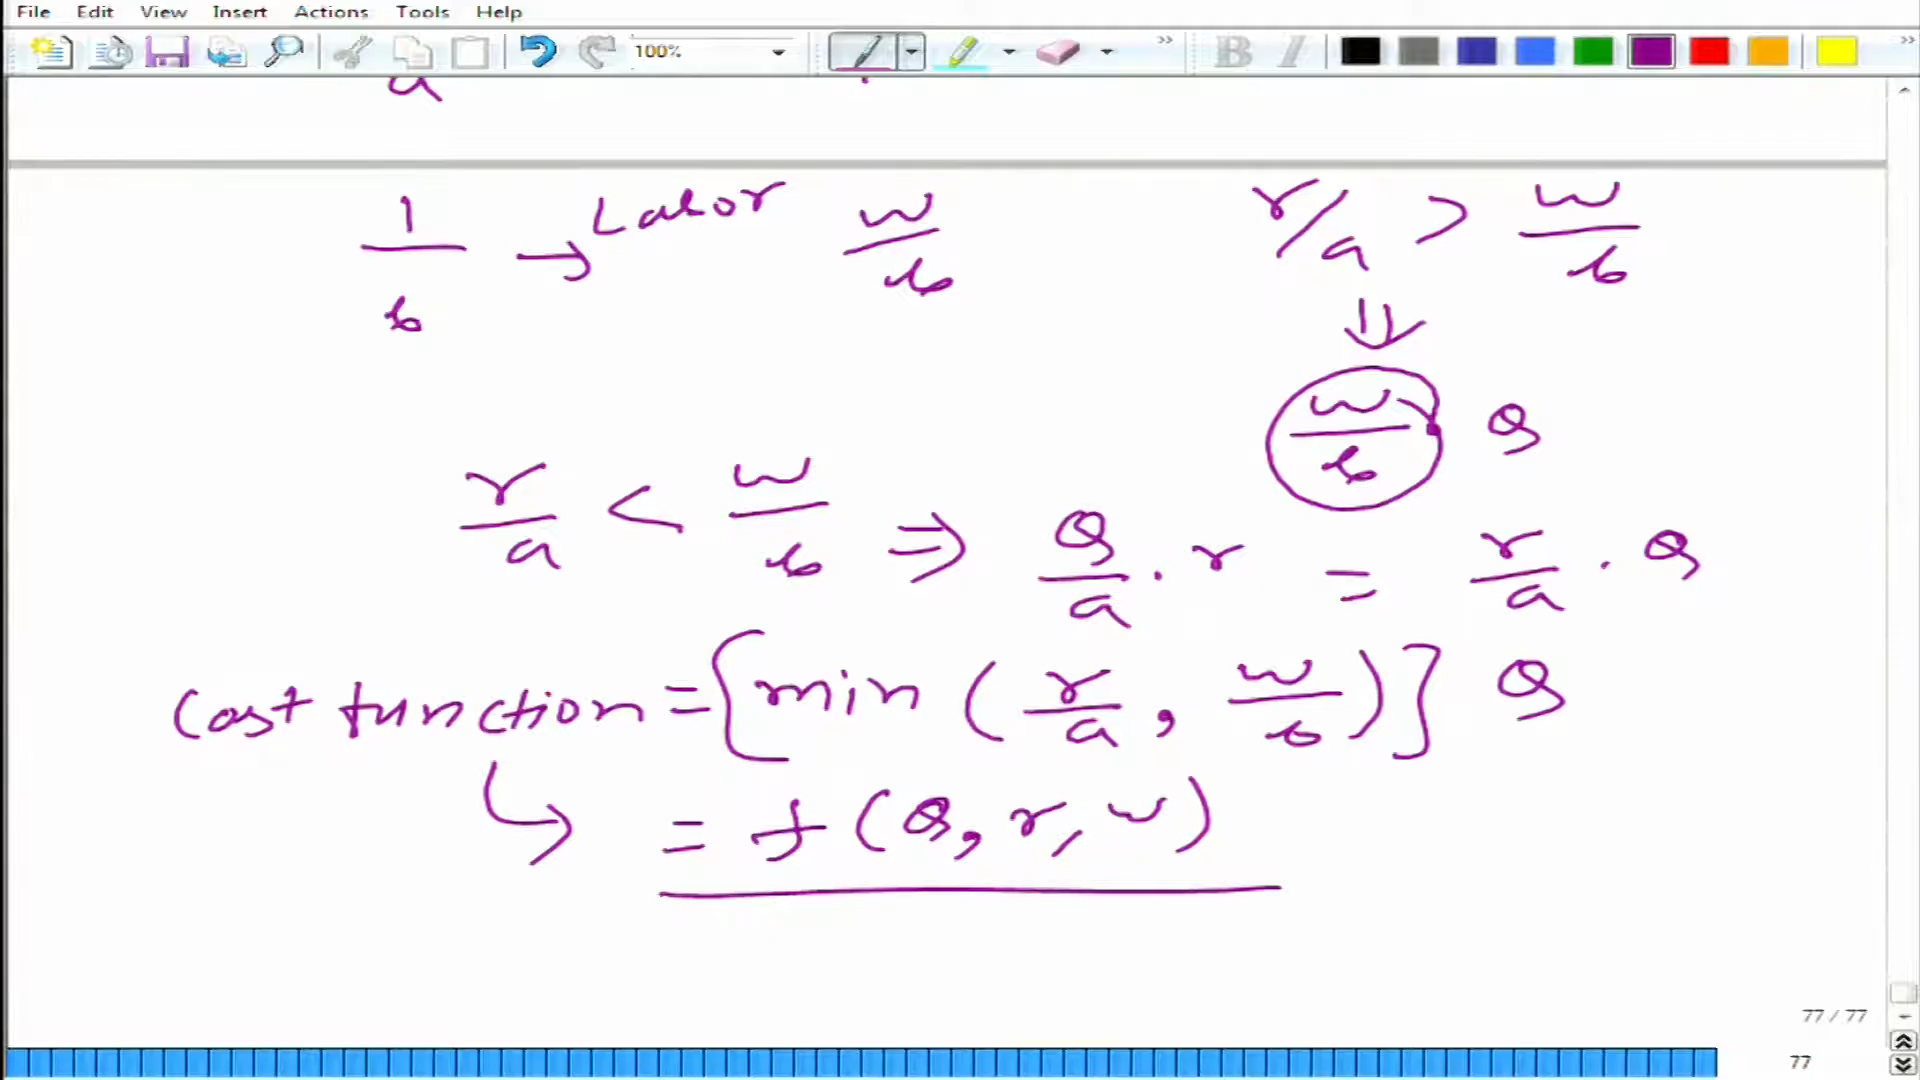 File Edit View Insert Actions Tools Help
100%
a
1/b → Labor w/b
r/a > w/b
⇓
w/b Q
r/a < w/b ⇒ Q/a · r = r/a · Q
Cost function = {min (r/a, w/b)} Q
↳ = f(Q, r, w)
77 / 77
77